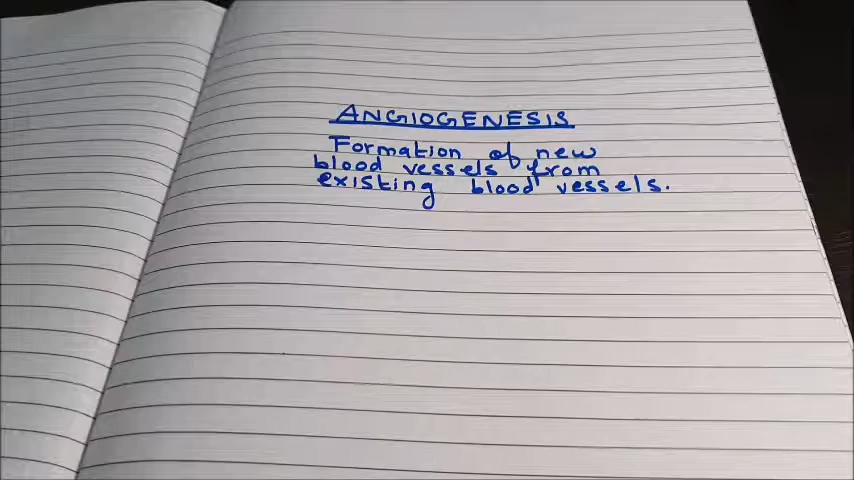 ANGIOGENESIS
Formation of new
blood vessels from
existing blood vessels.